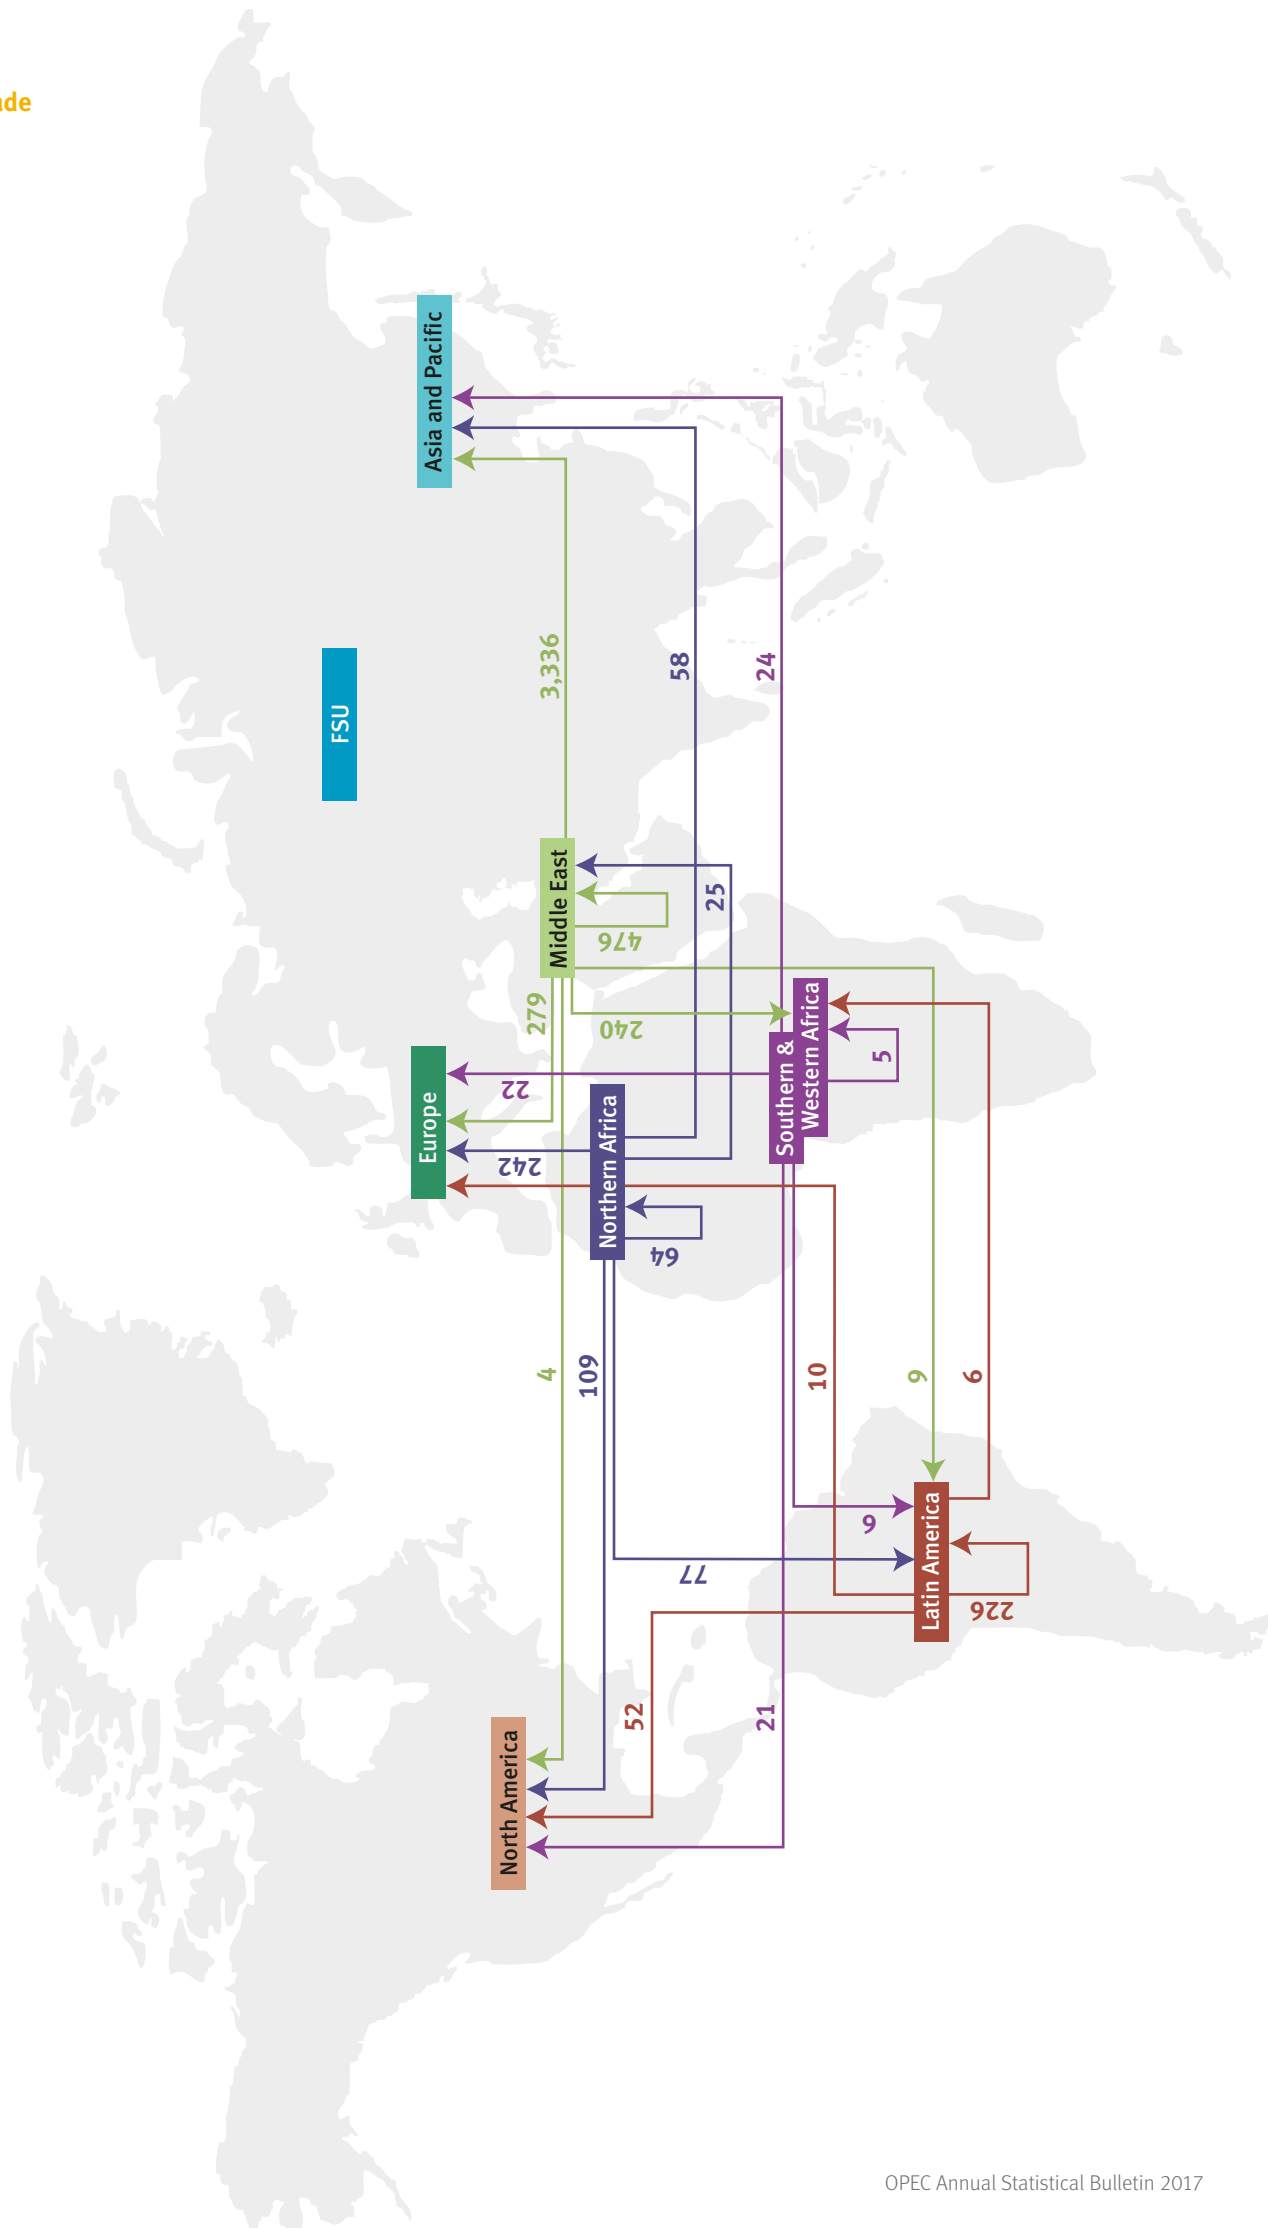 ade
Asia and Pacific
3,336
58
24
FSU
Middle East
25
476
279
240
Southern &
Western Africa
5
22
Europe
Northern Africa
242
64
4
109
10
9
6
6
Latin America
77
226
52
21
North America
OPEC Annual Statistical Bulletin 2017